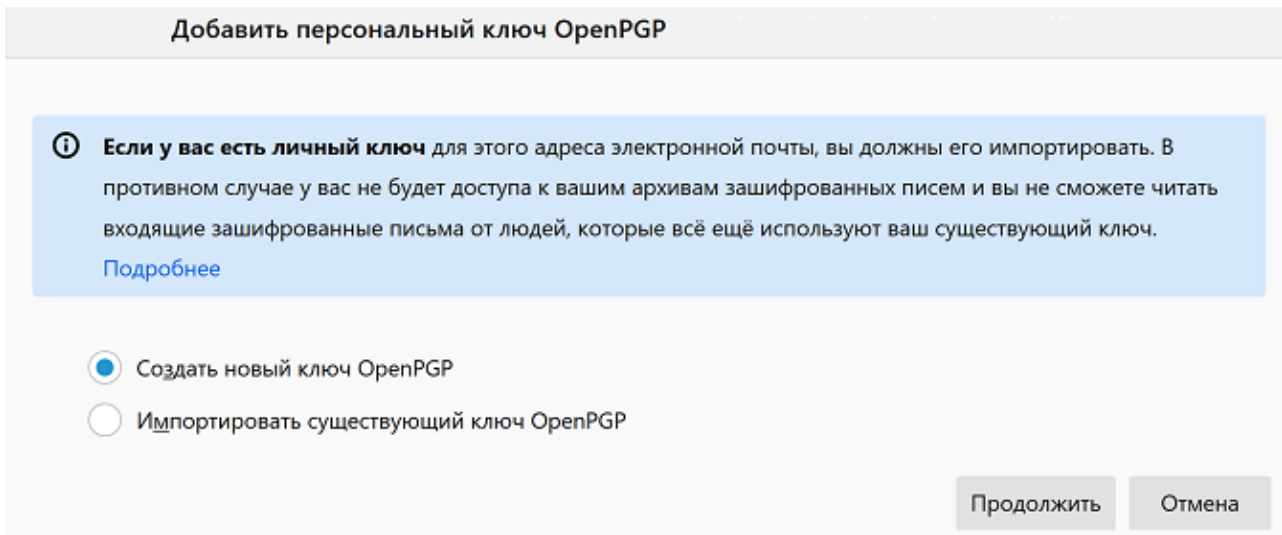 Добавить персональный ключ OpenPGP
Если у вас есть личный ключ для этого адреса электронной почты, вы должны его импортировать. В
противном случае у вас не будет доступа к вашим архивам зашифрованных писем и вы не сможете читать
входящие зашифрованные письма от людей, которые всё ещё используют ваш существующий ключ.
Подробнее
Создать новый ключ OpenPGP
Импортировать существующий ключ OpenPGP
Продолжить Отмена